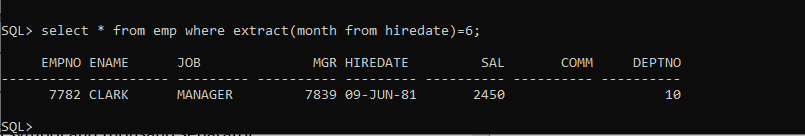 SQL> select * from emp where extract(month from hiredate)=6;
EMPNO ENAME JOB MGR HIREDATE SAL COMM DEPTNO
---------- ---------- --------- ---------- --------- ---------- ---------- ----------
7782 CLARK MANAGER 7839 09-JUN-81 2450 10
SQL>